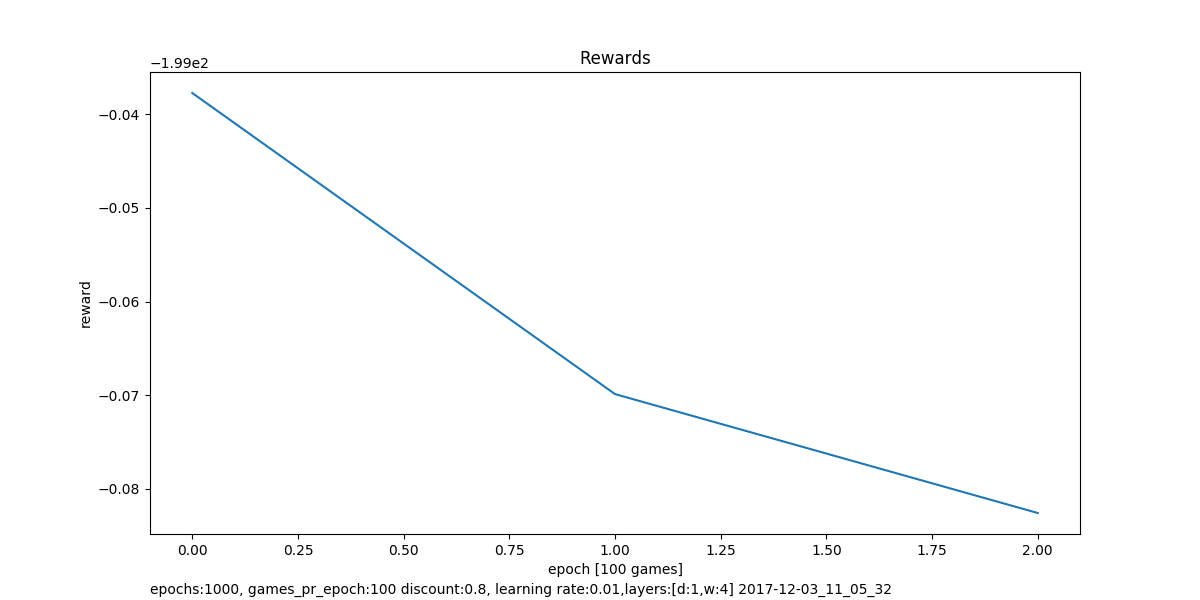 Rewards
−1.99e2
−0.04
−0.05
−0.06
−0.07
−0.08
reward
0.00 0.25 0.50 0.75 1.00 1.25 1.50 1.75 2.00
epoch [100 games]
epochs:1000, games_pr_epoch:100 discount:0.8, learning rate:0.01,layers:[d:1,w:4] 2017-12-03_11_05_32